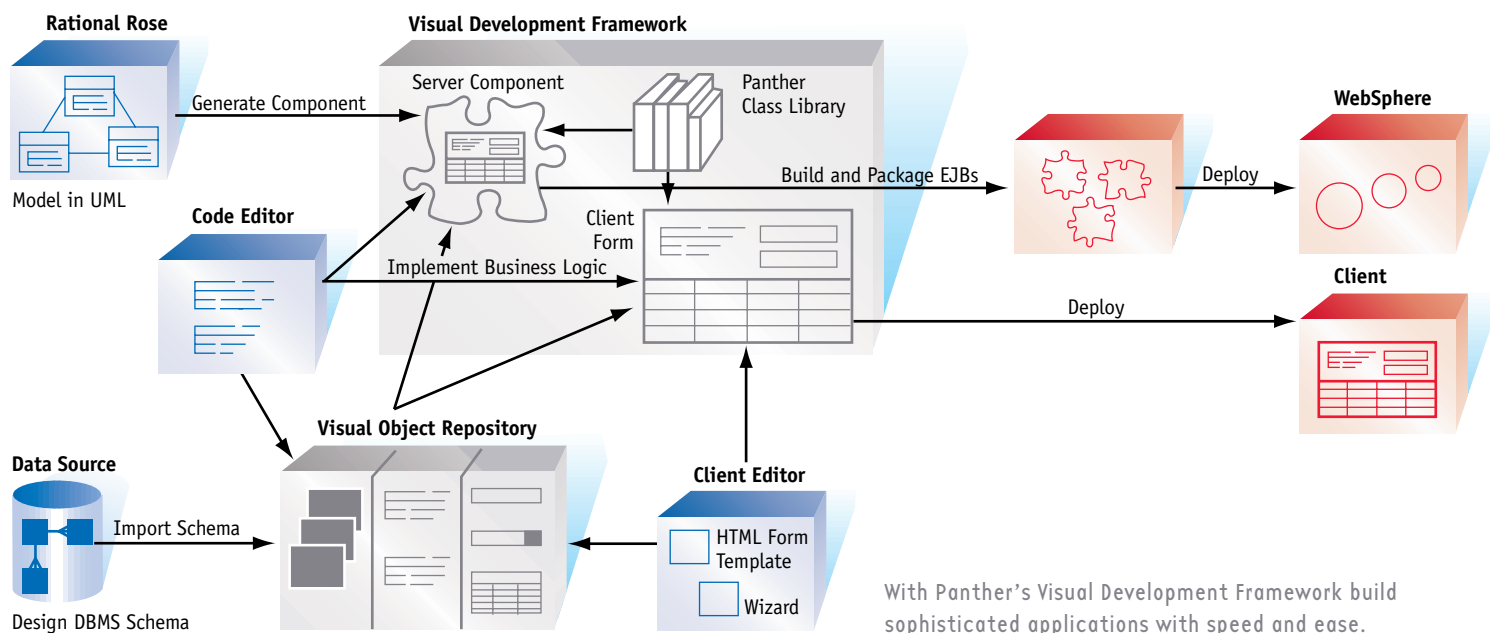 Rational Rose
Visual Development Framework
Server Component
Panther
Class Library
WebSphere
Generate Component
Model in UML
Build and Package EJBs
Deploy
Code Editor
Client
Form
Implement Business Logic
Client
Deploy
Visual Object Repository
Data Source
Client Editor
Import Schema
HTML Form
Template
Wizard
Design DBMS Schema
With Panther’s Visual Development Framework build
sophisticated applications with speed and ease.